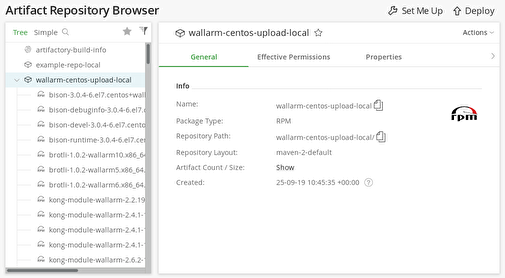 Artifact Repository Browser
Set Me Up
Deploy
Tree
Simple
artifactory-build-info
example-repo-local
wallarm-centos-upload-local
bison-3.0.4-6.el7.centos+wall
bison-debuginfo-3.0.4-6.el7.
bison-devel-3.0.4-6.el7.cento
bison-runtime-3.0.4-6.el7.cen
brotli-1.0.2-wallarm10.x86_64
brotli-1.0.2-wallarm5.x86_64.
brotli-1.0.2-wallarm6.x86_64.
kong-module-wallarm-2.2.19
kong-module-wallarm-2.4.1-
kong-module-wallarm-2.4.1-
kong-module-wallarm-2.4.1-
kong-module-wallarm-2.6.2-
wallarm-centos-upload-local
Actions
General
Effective Permissions
Properties
Info
Name: wallarm-centos-upload-local
Package Type: RPM
Repository Path: wallarm-centos-upload-local/
Repository Layout: maven-2-default
Artifact Count / Size: Show
Created: 25-09-19 10:45:35 +00:00
rpm